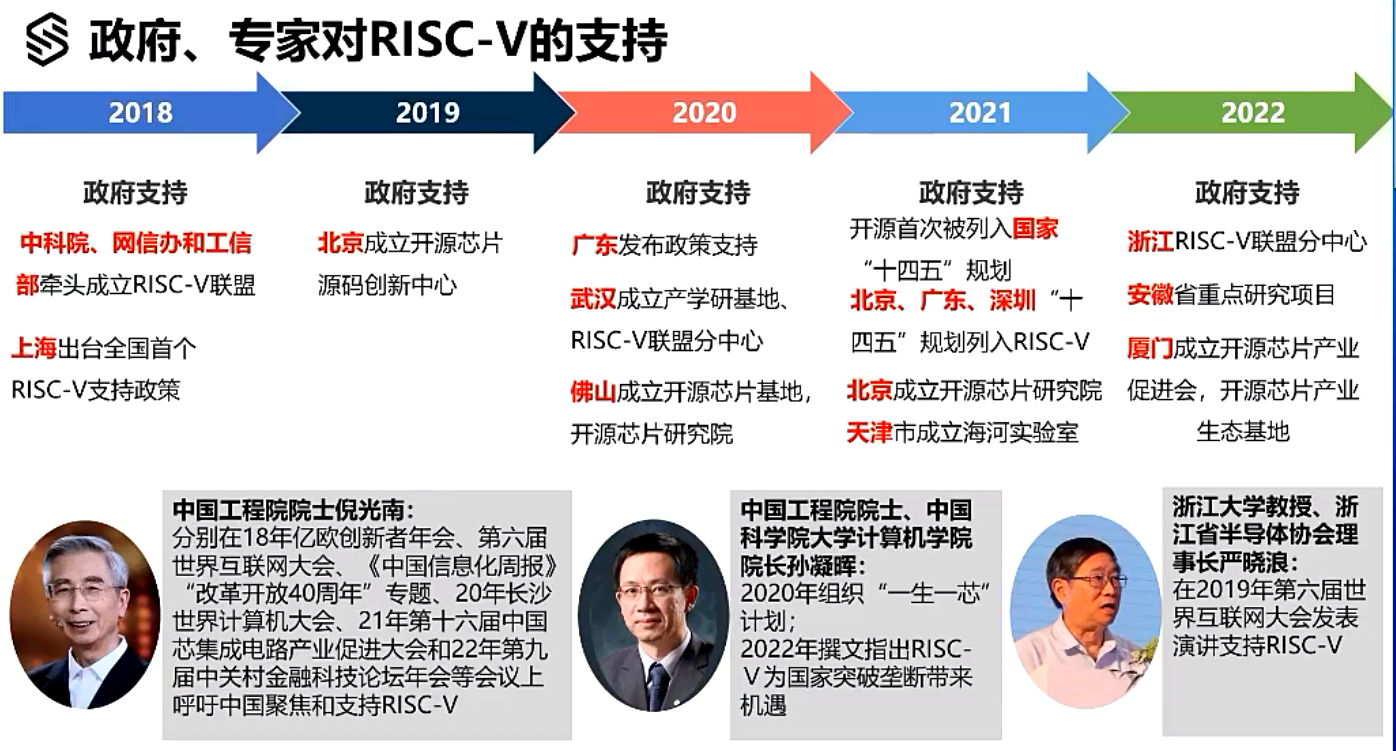 政府、专家对RISC-V的支持
2018
2019
2020
2021
2022
政府支持
中科院、网信办和工信
部牵头成立RISC-V联盟
上海出台全国首个
RISC-V支持政策
政府支持
北京成立开源芯片
源码创新中心
政府支持
广东发布政策支持
武汉成立产学研基地、
RISC-V联盟分中心
佛山成立开源芯片基地，
开源芯片研究院
政府支持
开源首次被列入国家
“十四五”规划
北京、广东、深圳“十
四五”规划列入RISC-V
北京成立开源芯片研究院
天津市成立海河实验室
政府支持
浙江RISC-V联盟分中心
安徽省重点研究项目
厦门成立开源芯片产业
促进会，开源芯片产业
生态基地
中国工程院院士倪光南：
分别在18年亿欧创新者年会、第六届
世界互联网大会、《中国信息化周报》
“改革开放40周年”专题、20年长沙
世界计算机大会、21年第十六届中国
芯集成电路产业促进大会和22年第九
届中关村金融科技论坛年会等会议上
呼吁中国聚焦和支持RISC-V
中国工程院院士、中国
科学院大学计算机学院
院长孙凝晖：
2020年组织“一生一芯”
计划；
2022年撰文指出RISC-
V为国家突破垄断带来
机遇
浙江大学教授、浙
江省半导体协会理
事长严晓浪：
在2019年第六届世
界互联网大会发表
演讲支持RISC-V